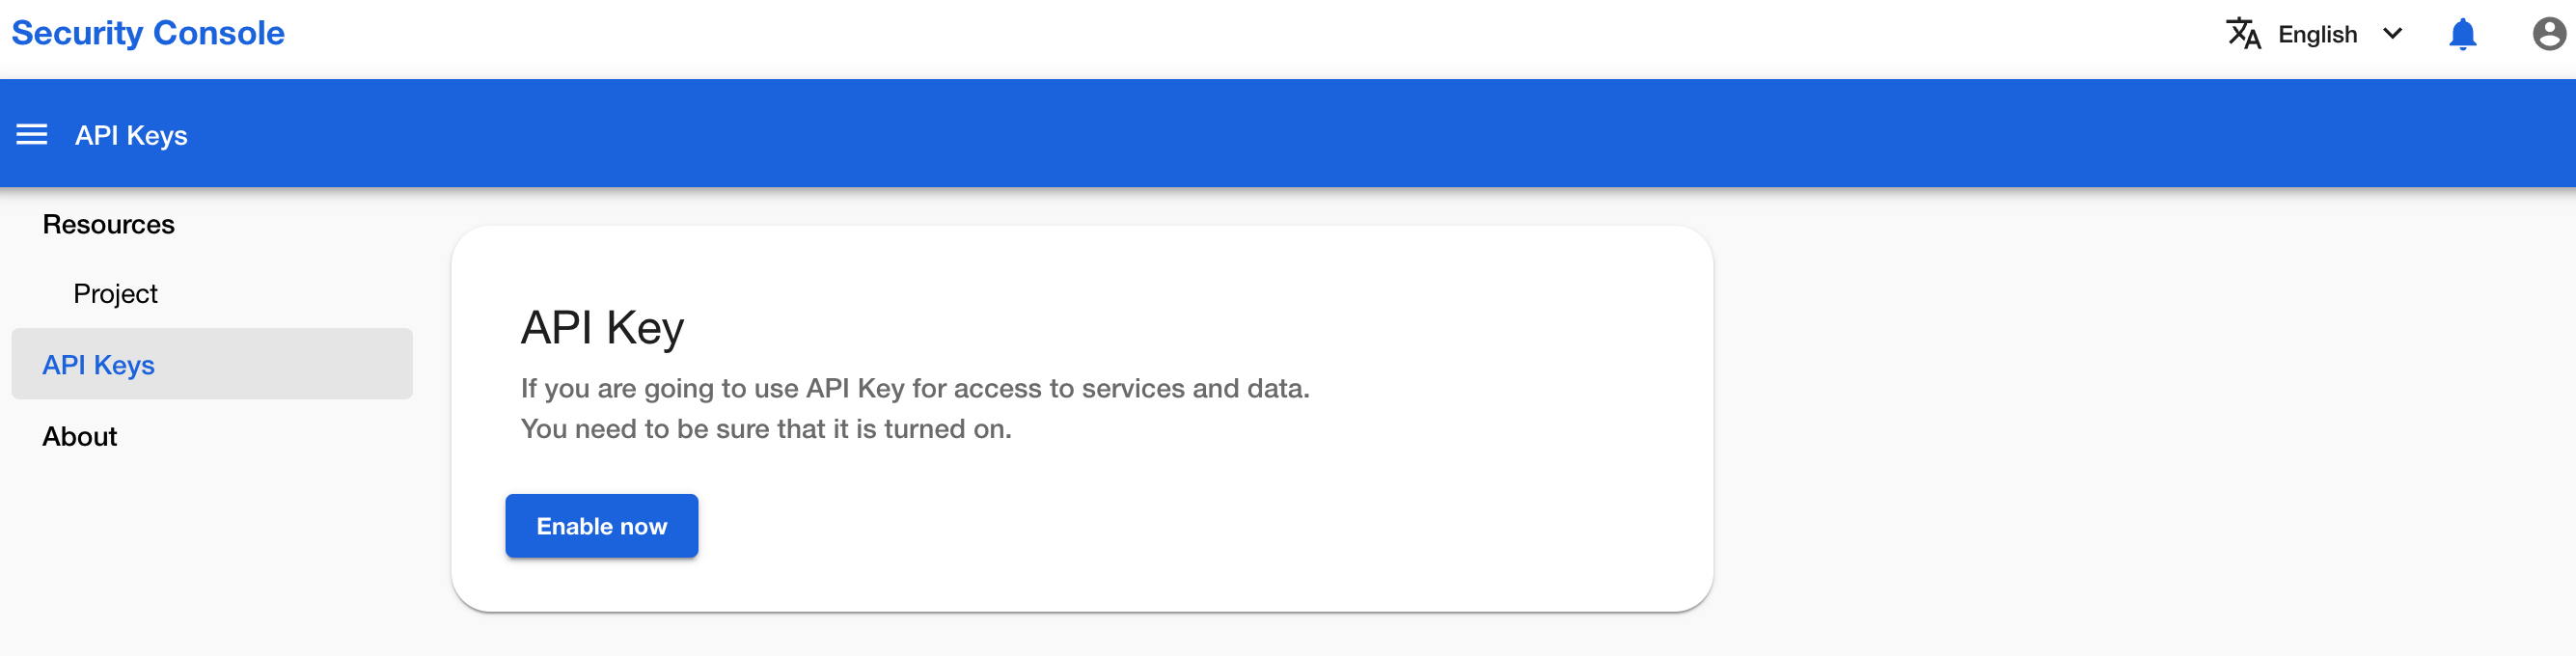 Security Console
English
API Keys
Resources
Project
API Keys
About
API Key
If you are going to use API Key for access to services and data.
You need to be sure that it is turned on.
Enable now